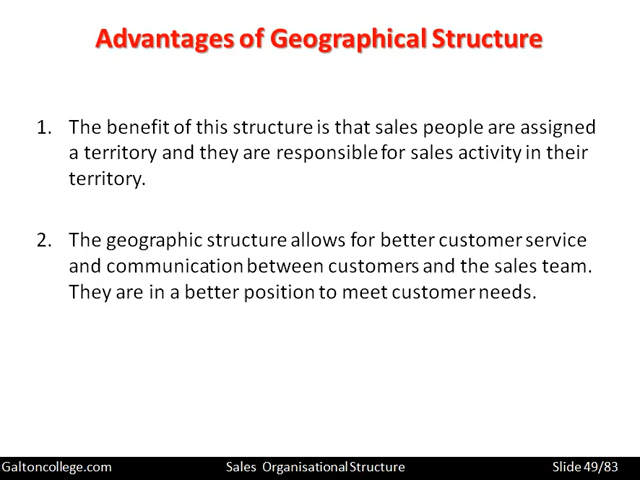 Advantages of Geographical Structure
1. The benefit of this structure is that sales people are assigned
a territory and they are responsible for sales activity in their
territory.
2. The geographic structure allows for better customer service
and communication between customers and the sales team.
They are in a better position to meet customer needs.
Galtoncollege.com Sales Organisational Structure Slide 49/83